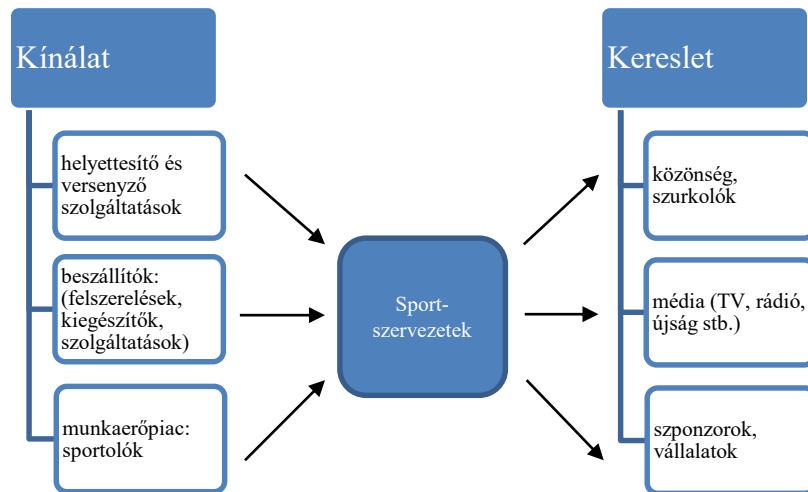 Kínálat
helyettesítő és
versenyző
szolgáltatások
beszállítók:
(felszerelések,
kiegészítők,
szolgáltatások)
munkaerőpiac:
sportolók
Sport-
szervezetek
Kereslet
közönség,
szurkolók
média (TV, rádió,
újság stb.)
szponzorok,
vállalatok